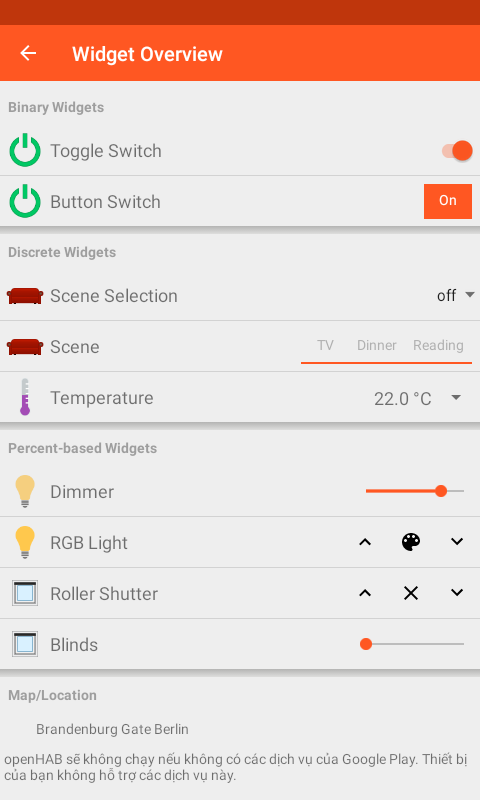 Widget Overview
Binary Widgets
Toggle Switch
Button Switch
On
Discrete Widgets
Scene Selection
off
Scene
TV Dinner Reading
Temperature
22.0 °C
Percent-based Widgets
Dimmer
RGB Light
Roller Shutter
Blinds
Map/Location
Brandenburg Gate Berlin
openHAB sẽ không chạy nếu không có các dịch vụ của Google Play. Thiết bị
của bạn không hỗ trợ các dịch vụ này.